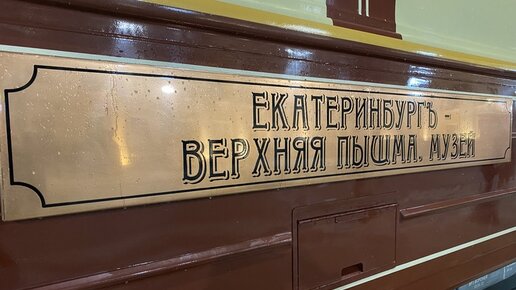 ЕКАТЕРИНБУРГЪ -
ВЕРХНЯЯ ПЫШМА. МУЗЕЙ